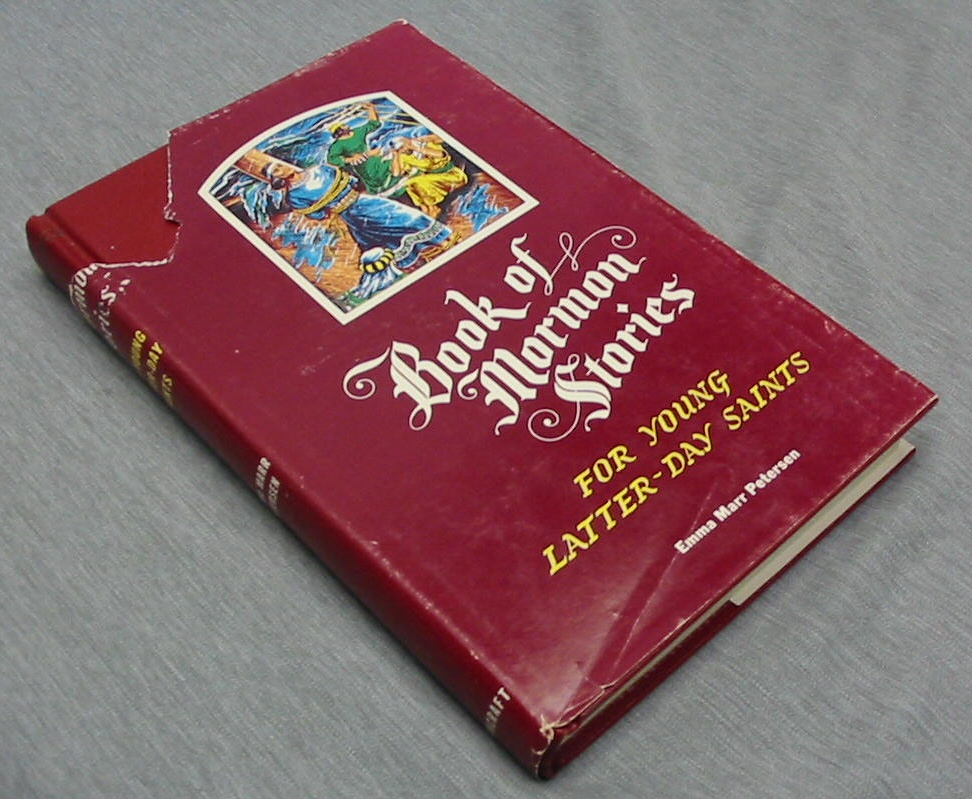 Book of
Mormon
Stories
FOR YOUNG
LATTER-DAY SAINTS
Emma Marr Petersen